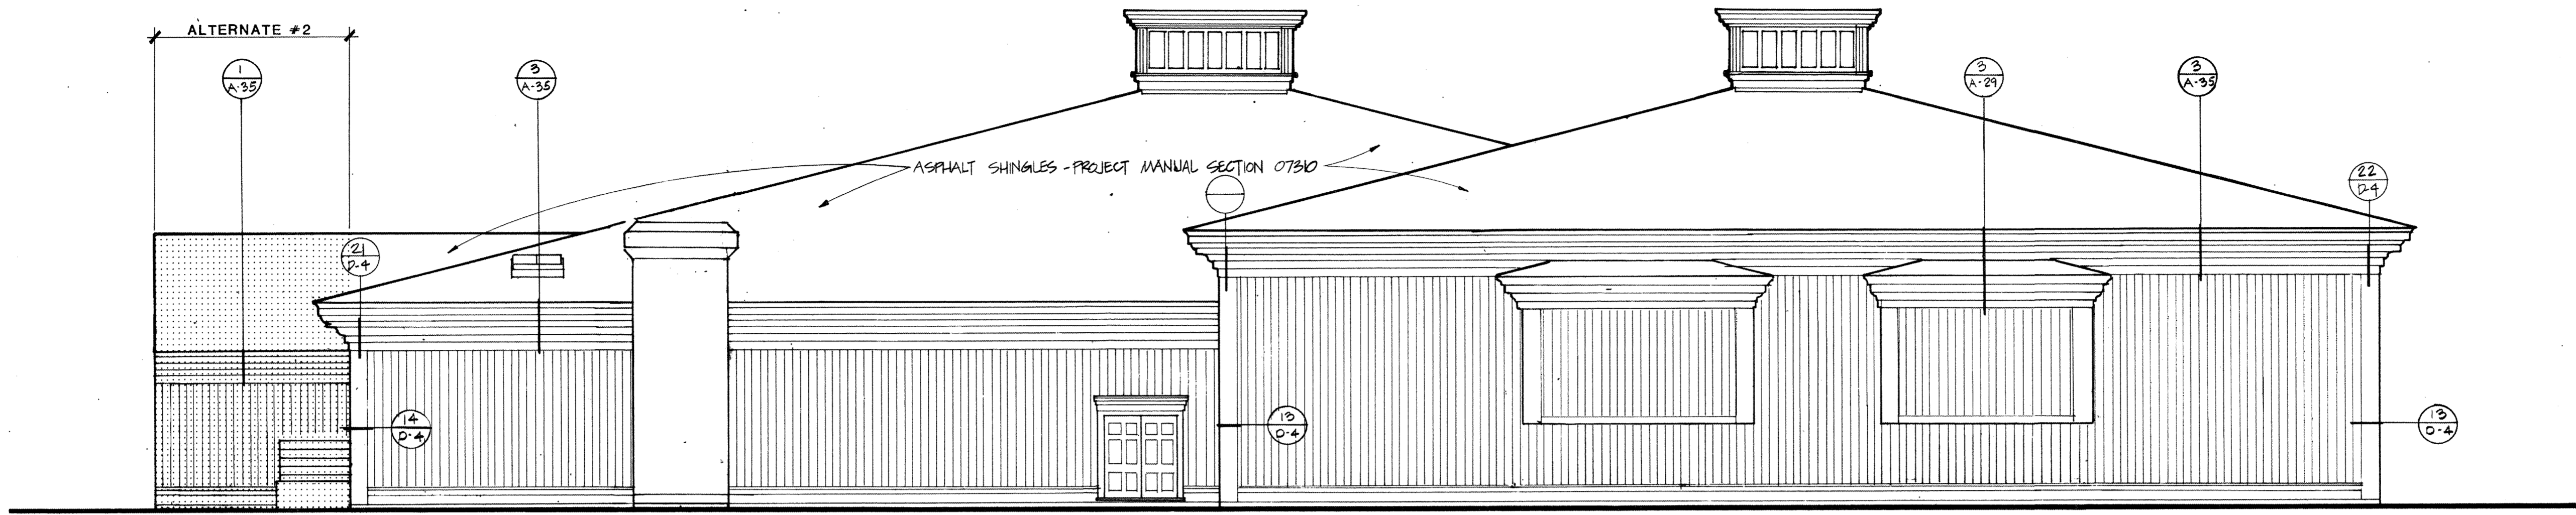 ALTERNATE #2
1
A-35
3
A-35
3
A-29
3
A-35
ASPHALT SHINGLES - PROJECT MANUAL SECTION 07310
22
D-4
21
D-4
14
D-4
13
D-4
13
D-4